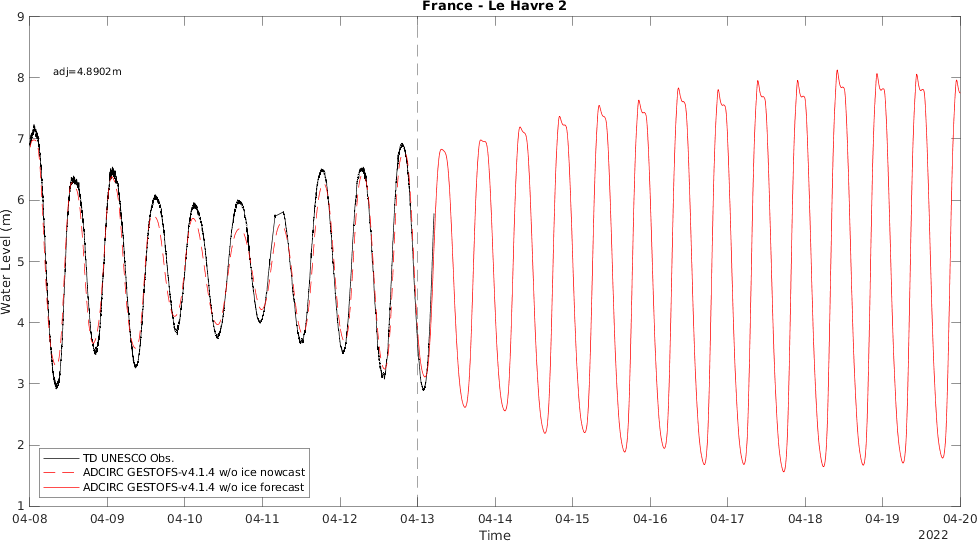 France - Le Havre 2
9
8
7
6
5
4
3
2
1
Water Level (m)
adj=4.8902m
TD UNESCO Obs.
ADCIRC GESTOFS-v4.1.4 w/o ice nowcast
ADCIRC GESTOFS-v4.1.4 w/o ice forecast
04-08 04-09 04-10 04-11 04-12 04-13 04-14 04-15 04-16 04-17 04-18 04-19 04-20
Time
2022